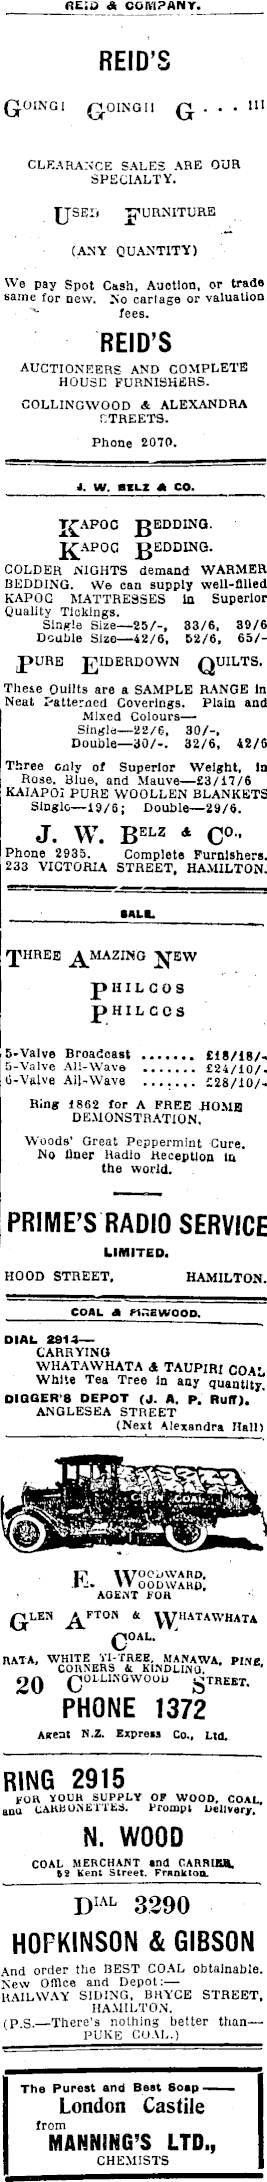 REID & COMPANY.
REID'S
GOING! GOING!! G . . . !!!
CLEARANCE SALES ARE OUR
SPECIALTY.
USED FURNITURE
(ANY QUANTITY)
We pay Spot Cash, Auction, or trade
same for new. No cartage or valuation
fees.
REID'S
AUCTIONEERS AND COMPLETE
HOUSE FURNISHERS.
COLLINGWOOD & ALEXANDRA
STREETS.
Phone 2070.
J. W. BELZ & CO.
KAPOC BEDDING.
KAPOC BEDDING.
COLDER NIGHTS demand WARMER
BEDDING. We can supply well-filled
KAPOC MATTRESSES in Superior
Quality Tickings.
Single Size—25/-, 33/6, 39/6
Double Size—42/6, 52/6, 65/-
PURE EIDERDOWN QUILTS.
These Quilts are a SAMPLE RANGE in
Neat Patterned Coverings. Plain and
Mixed Colours—
Single—22/6, 30/-,
Double—30/-. 32/6, 42/6
Three only of Superior Weight, in
Rose, Blue, and Mauve—£3/17/6
KAIAPOI PURE WOOLLEN BLANKETS
Single—19/6; Double—29/6.
J. W. BELZ & CO.,
Phone 2935. Complete Furnishers.
233 VICTORIA STREET, HAMILTON.
SALE.
THREE AMAZING NEW
PHILCOS
PHILCOS
5-Valve Broadcast ....... £18/18/-
5-Valve All-Wave ....... £24/10/-
6-Valve All-Wave ....... £28/10/-
Ring 1862 for A FREE HOME
DEMONSTRATION.
Woods' Great Peppermint Cure.
No finer Radio Reception in
the world.
PRIME'S RADIO SERVICE
LIMITED.
HOOD STREET, HAMILTON.
COAL & FIREWOOD.
DIAL 2914—
CARRYING
WHATAWHATA & TAUPIRI COAL
White Tea Tree in any quantity.
DIGGER'S DEPOT (J. A. P. Ruff).
ANGLESEA STREET
(Next Alexandra Hall)
GLEN COAL
E. WOODWARD,
WOODWARD,
AGENT FOR
GLEN AFTON & WHATAWHATA
COAL.
RATA, WHITE TI-TREE, MANAWA, PINE,
CORNERS & KINDLING.
20 COLLINGWOOD STREET.
PHONE 1372
Agent N.Z. Express Co., Ltd.
RING 2915
FOR YOUR SUPPLY OF WOOD, COAL,
and CARBONETTES. Prompt Delivery.
N. WOOD
COAL MERCHANT and CARRIER,
52 Kent Street. Frankton.
DIAL 3290
HOPKINSON & GIBSON
And order the BEST COAL obtainable.
New Office and Depot:—
RAILWAY SIDING, BRYCE STREET,
HAMILTON.
(P.S.—There's nothing better than—
PUKE COAL.)
The Purest and Best Soap—
London Castile
from
MANNING'S LTD.,
CHEMISTS